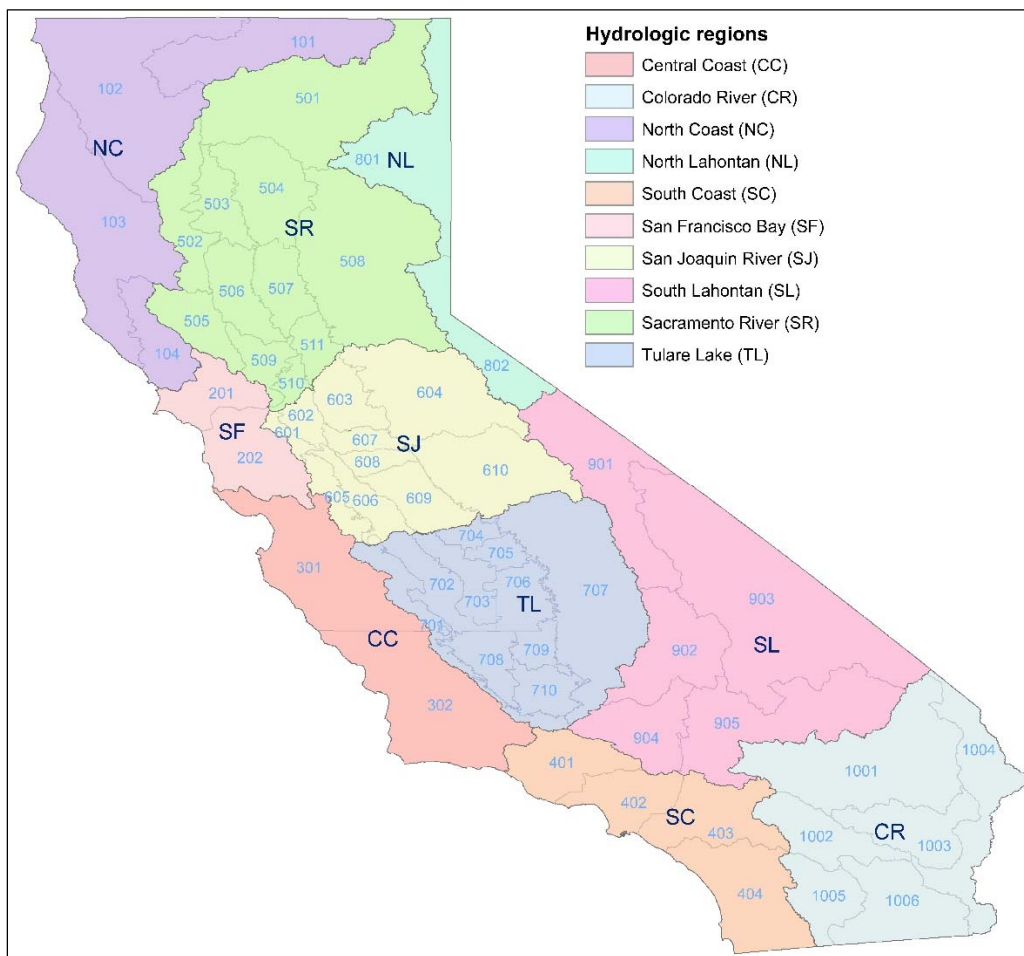 Hydrologic regions
Central Coast (CC)
Colorado River (CR)
North Coast (NC)
North Lahontan (NL)
South Coast (SC)
San Francisco Bay (SF)
San Joaquin River (SJ)
South Lahontan (SL)
Sacramento River (SR)
Tulare Lake (TL)
101
102
501
NC
801
NL
504
503
103
SR
502
508
506
507
505
511
104
509
802
510
201
603
604
602
SF
601
607
SJ
202
608
610
901
605
606
609
704
705
301
702
706
707
703
TL
903
701
CC
709
902
SL
708
710
302
904
905
401
1004
1001
402
SC
403
1002
CR
1003
404
1005
1006